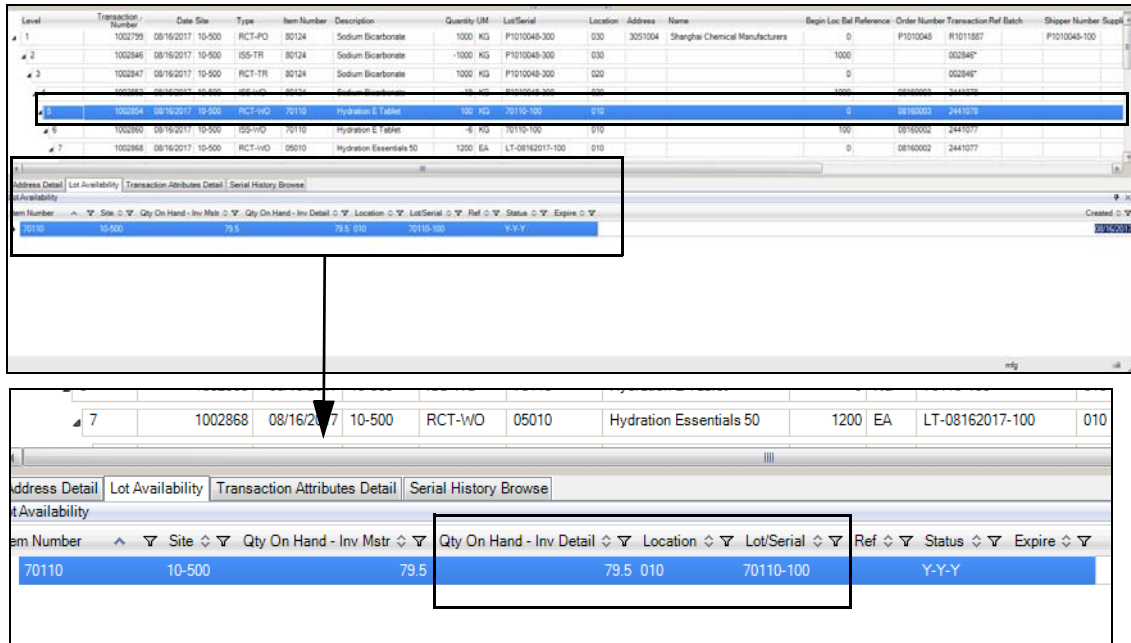 Level Transaction / Number Date Site Type Item Number Description Quantity UM Lot/Serial Location Address Name Begin Loc Bal Reference Order Number Transaction Ref Batch Shipper Number Suppli
1 1002799 08/16/2017 10-500 RCT-PO 80124 Sodium Bicarbonate 1000 KG P1010048-300 030 3051004 Shanghai Chemical Manufacturers 0 P1010048 R1011887 P1010048-100
2 1002846 08/16/2017 10-500 ISS-TR 80124 Sodium Bicarbonate -1000 KG P1010048-300 030 1000 002846*
3 1002847 08/16/2017 10-500 RCT-TR 80124 Sodium Bicarbonate 1000 KG P1010048-300 020 0 002846*
5 1002854 08/16/2017 10-500 RCT-WO 70110 Hydration E Tablet 100 KG 70110-100 010 0 08160003 2441078
6 1002860 08/16/2017 10-500 ISS-WO 70110 Hydration E Tablet -6 KG 70110-100 010 100 08160002 2441077
7 1002868 08/16/2017 10-500 RCT-WO 05010 Hydration Essentials 50 1200 EA LT-08162017-100 010 0 08160002 2441077
Address Detail Lot Availability Transaction Attributes Detail Serial History Browse
ot Availability
tem Number Site Qty On Hand - Inv Mstr Qty On Hand - Inv Detail Location Lot/Serial Ref Status Expire Created
70110 10-500 79.5 79.5 010 70110-100 Y-Y-Y 08/16/2017
mfg
7 1002868 08/16/2017 10-500 RCT-WO 05010 Hydration Essentials 50 1200 EA LT-08162017-100 010
Address Detail Lot Availability Transaction Attributes Detail Serial History Browse
ot Availability
em Number Site Qty On Hand - Inv Mstr Qty On Hand - Inv Detail Location Lot/Serial Ref Status Expire
70110 10-500 79.5 79.5 010 70110-100 Y-Y-Y